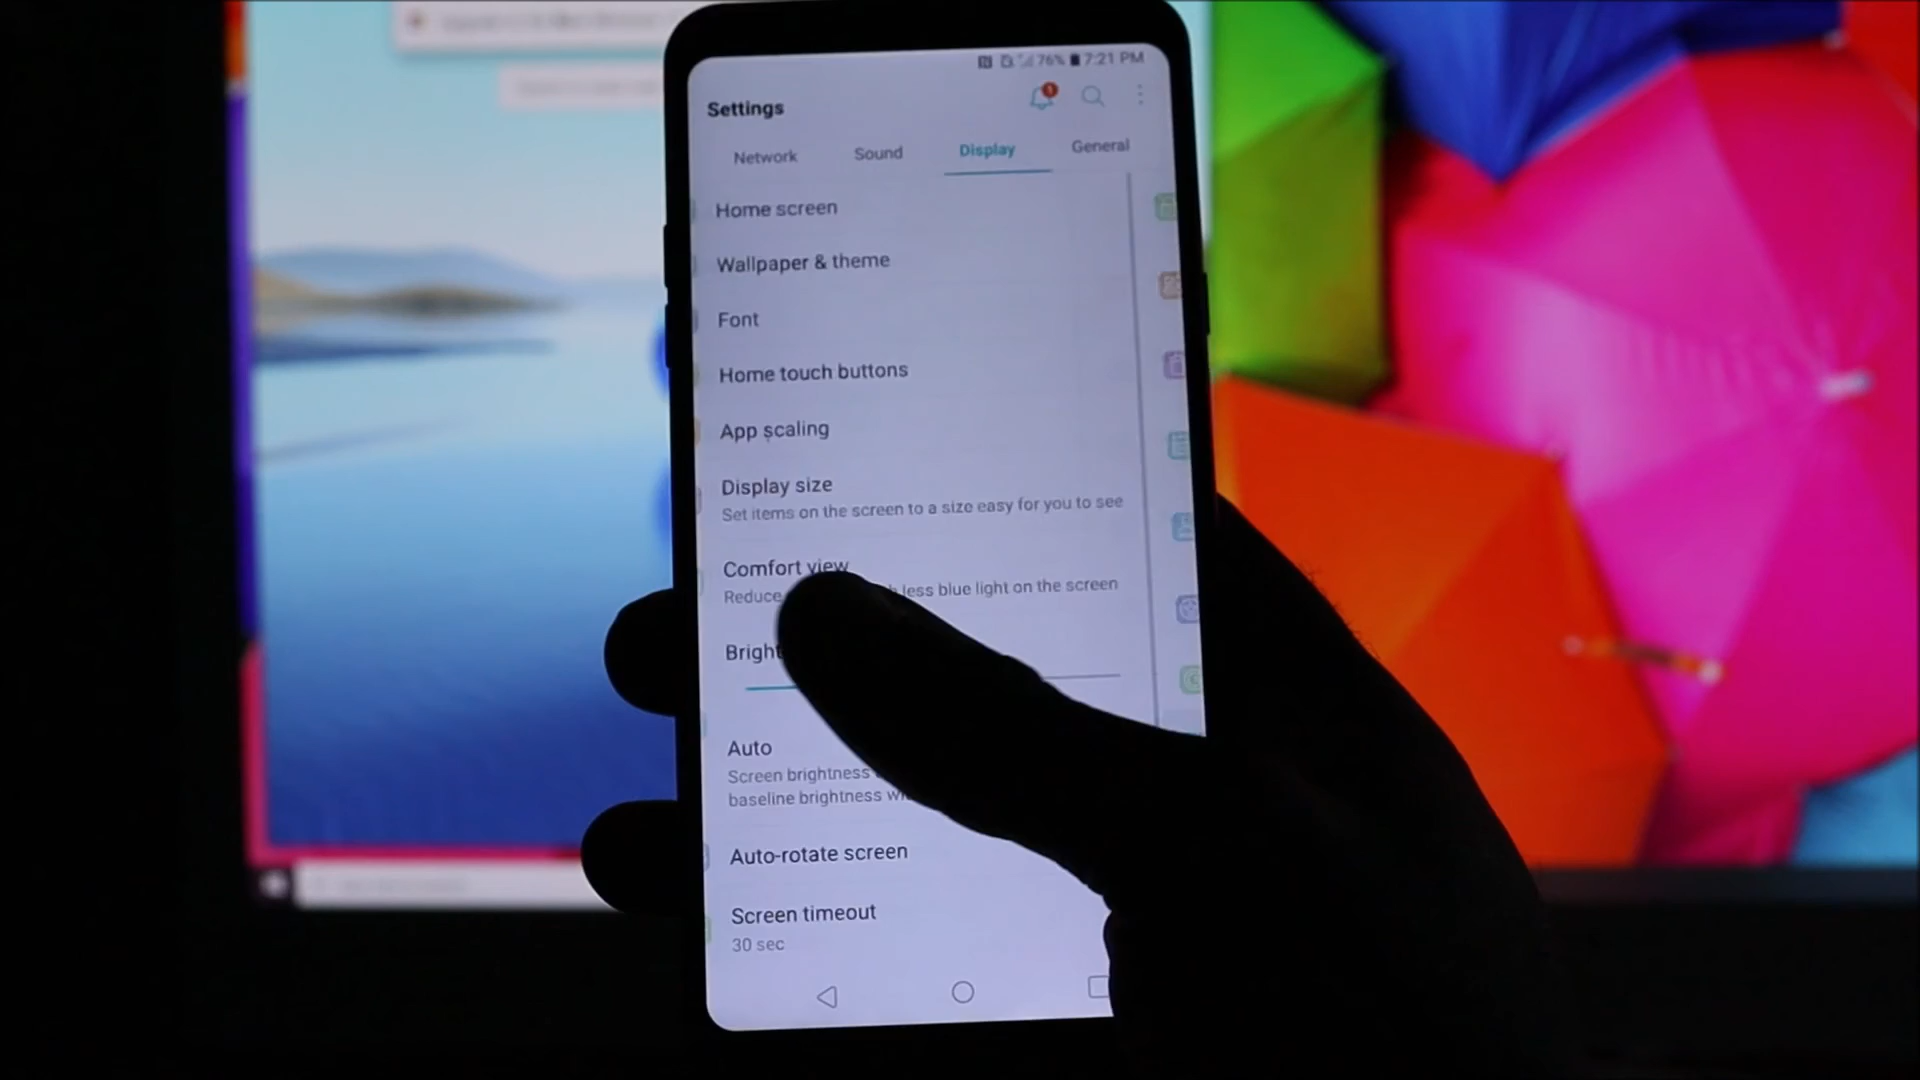 76% 7:21 PM
Settings
1
Network Sound Display General
Home screen
Wallpaper & theme
Font
Home touch buttons
App scaling
Display size
Set items on the screen to a size easy for you to see
Comfort view
Reduce less blue light on the screen
Bright
Auto
Screen brightness
baseline brightness
Auto-rotate screen
Screen timeout
30 sec